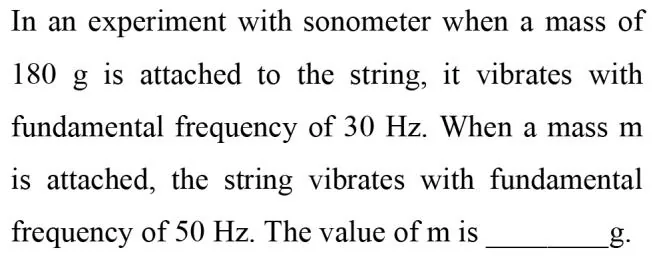 In an experiment with sonometer when a mass of
180 g is attached to the string, it vibrates with
fundamental frequency of 30 Hz. When a mass m
is attached, the string vibrates with fundamental
frequency of 50 Hz. The value of m is ________g.